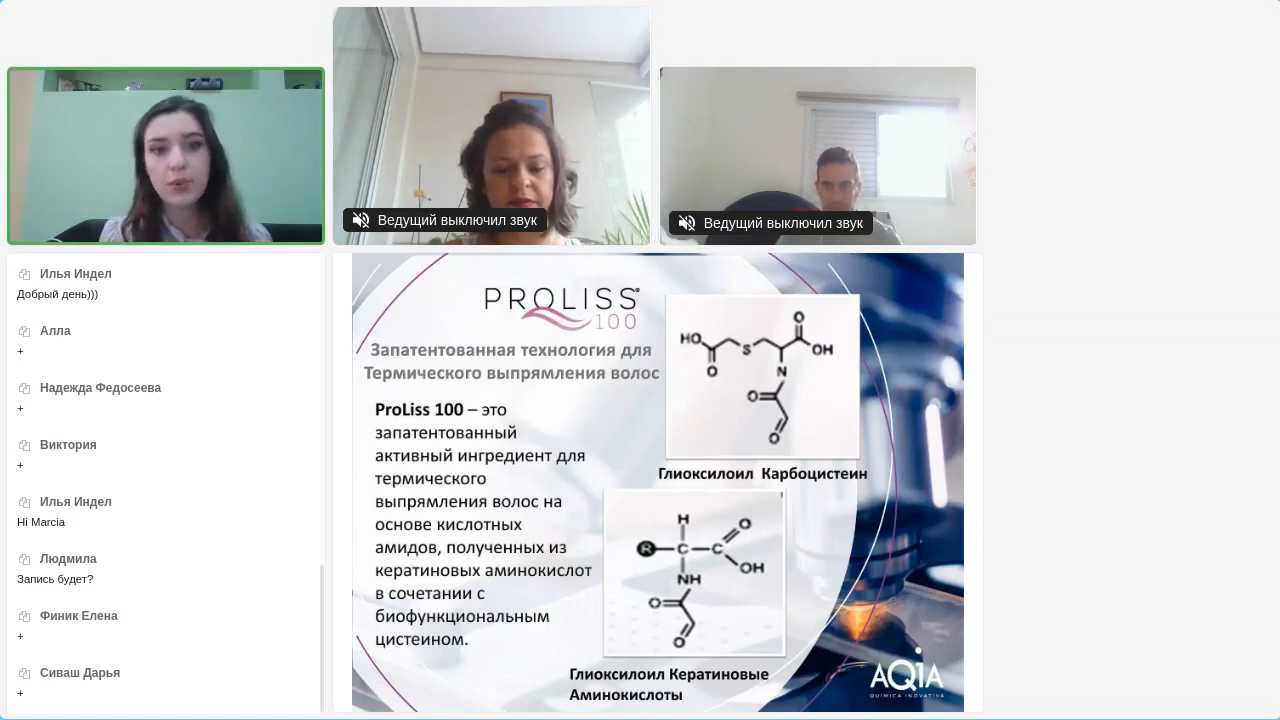 Ведущий выключил звук
Ведущий выключил звук
Илья Индел
Добрый день)))
Алла
+
Надежда Федосеева
+
Виктория
+
Илья Индел
Hi Marcia
Людмила
Запись будет?
Финик Елена
+
Сиваш Дарья
+
PROLISS
100
Запатентованная технология для
Термического выпрямления волос
ProLiss 100 – это
запатентованный
активный ингредиент для
термического
выпрямления волос на
основе кислотных
амидов, полученных из
кератиновых аминокислот
в сочетании с
биофункциональным
цистеином.
O
HO
S
OH
O
N
O
O
Глиоксилоил Карбоцистеин
H
O
R
C
C
OH
NH
O
O
Глиоксилоил Кератиновые
Аминокислоты
AQIA
QUÍMICA INOVATIVA